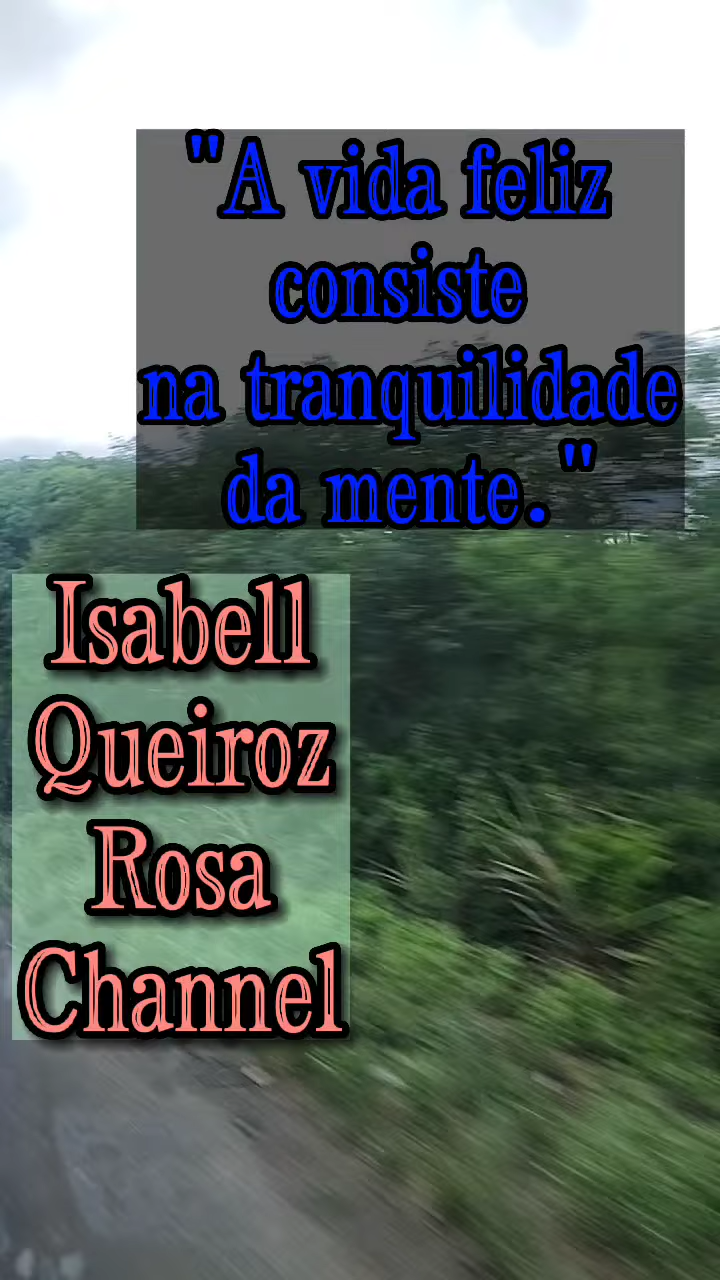 "A vida feliz
consiste
na tranquilidade
da mente."
Isabell
Queiroz
Rosa
Channel